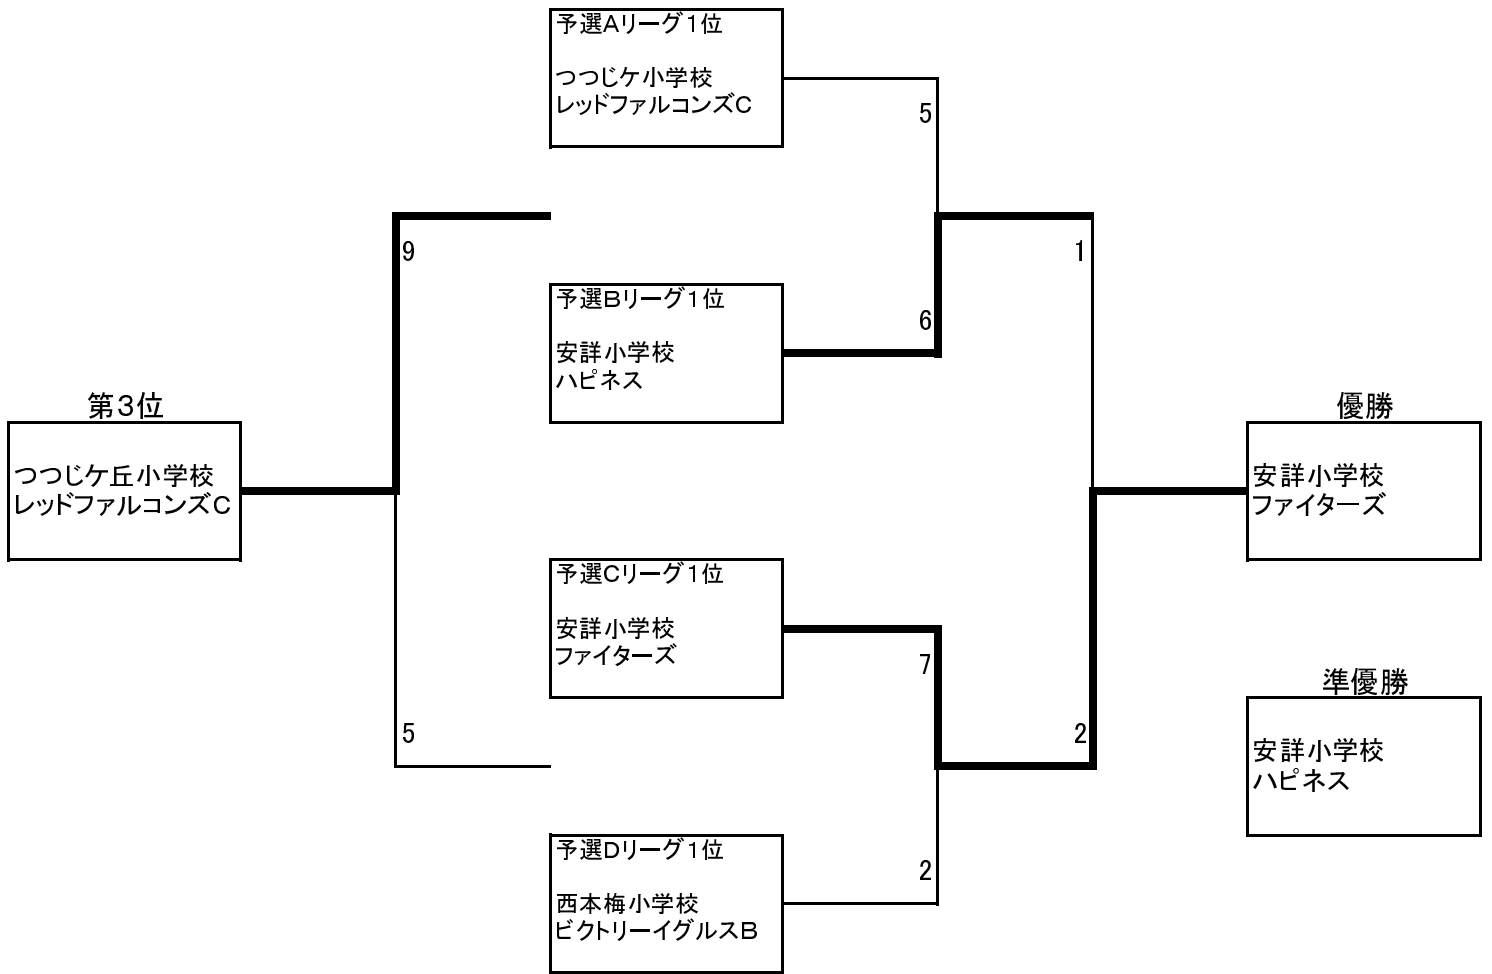 予選Aリーグ1位
つつじケ小学校
レッドファルコンズC
5
9
1
予選Bリーグ1位
安詳小学校
ハピネス
6
第3位
つつじケ丘小学校
レッドファルコンズC
優勝
安詳小学校
ファイターズ
予選Cリーグ1位
安詳小学校
ファイターズ
7
5
2
準優勝
安詳小学校
ハピネス
予選Dリーグ1位
西本梅小学校
ビクトリーイグルスB
2